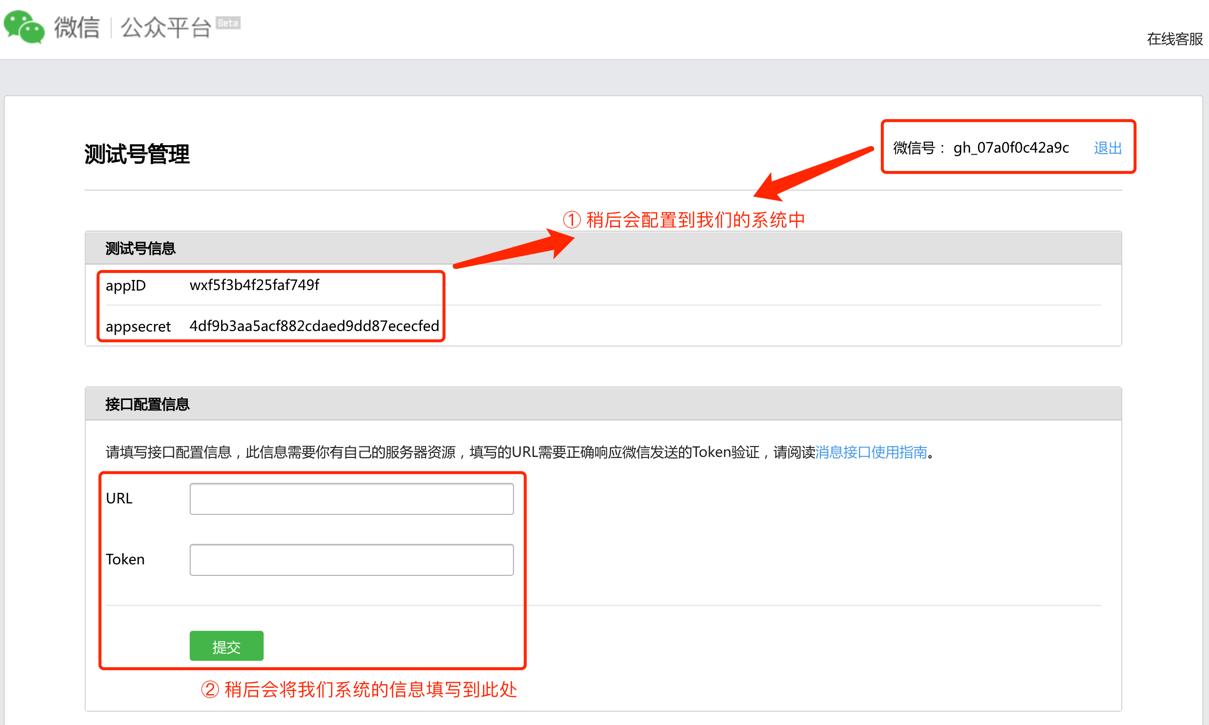 微信 | 公众平台 Beta
在线客服
测试号管理
微信号： gh_07a0f0c42a9c 退出
① 稍后会配置到我们的系统中
测试号信息
appID wxf5f3b4f25faf749f
appsecret 4df9b3aa5acf882cdaed9dd87ececfed
接口配置信息
请填写接口配置信息，此信息需要你有自己的服务器资源，填写的URL需要正确响应微信发送的Token验证，请阅读消息接口使用指南。
URL
Token
提交
② 稍后会将我们系统的信息填写到此处